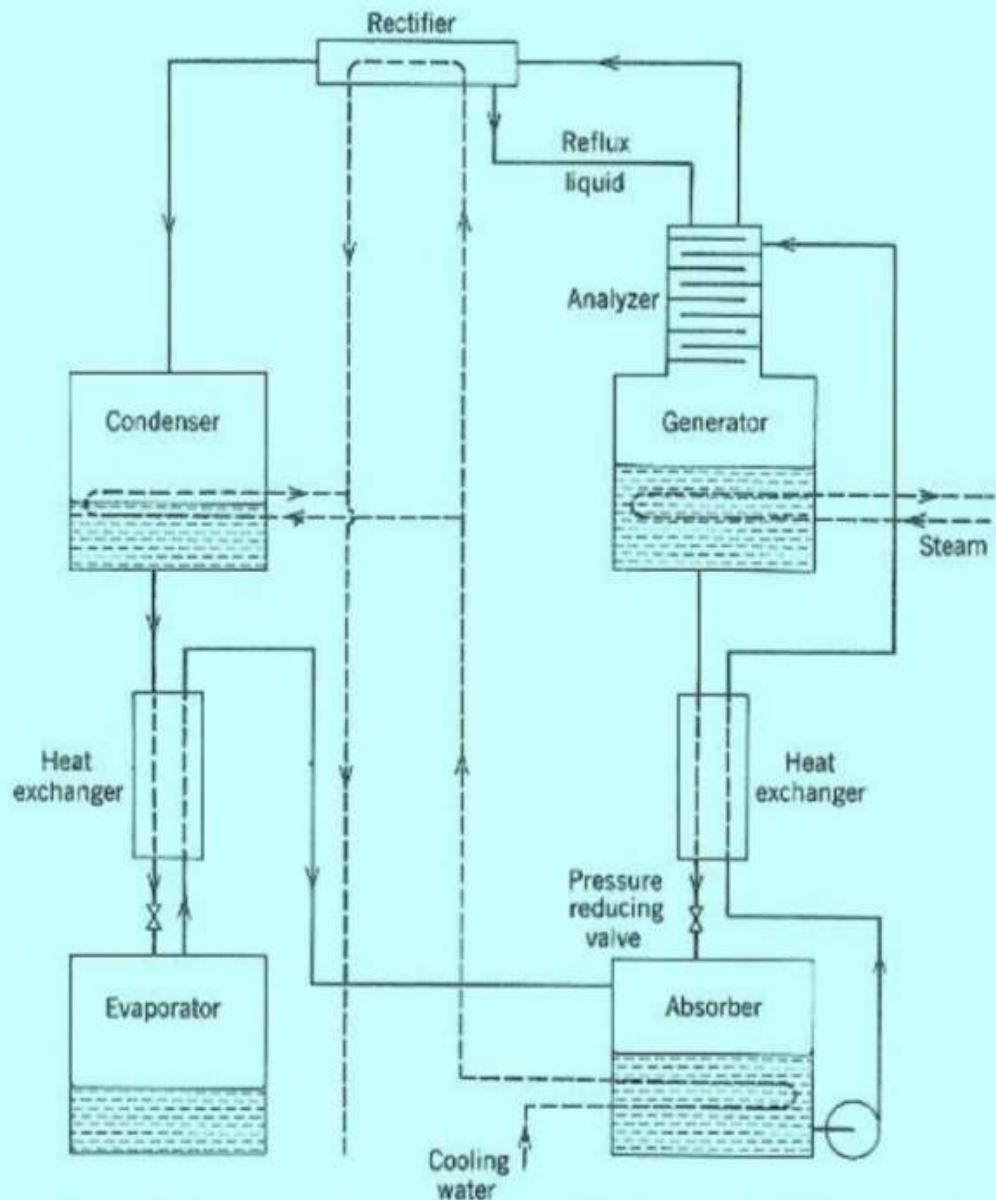 Rectifier
Reflux
liquid
Analyzer
Condenser
Generator
Steam
Heat
exchanger
Heat
exchanger
Pressure
reducing
valve
Evaporator
Absorber
Cooling
water